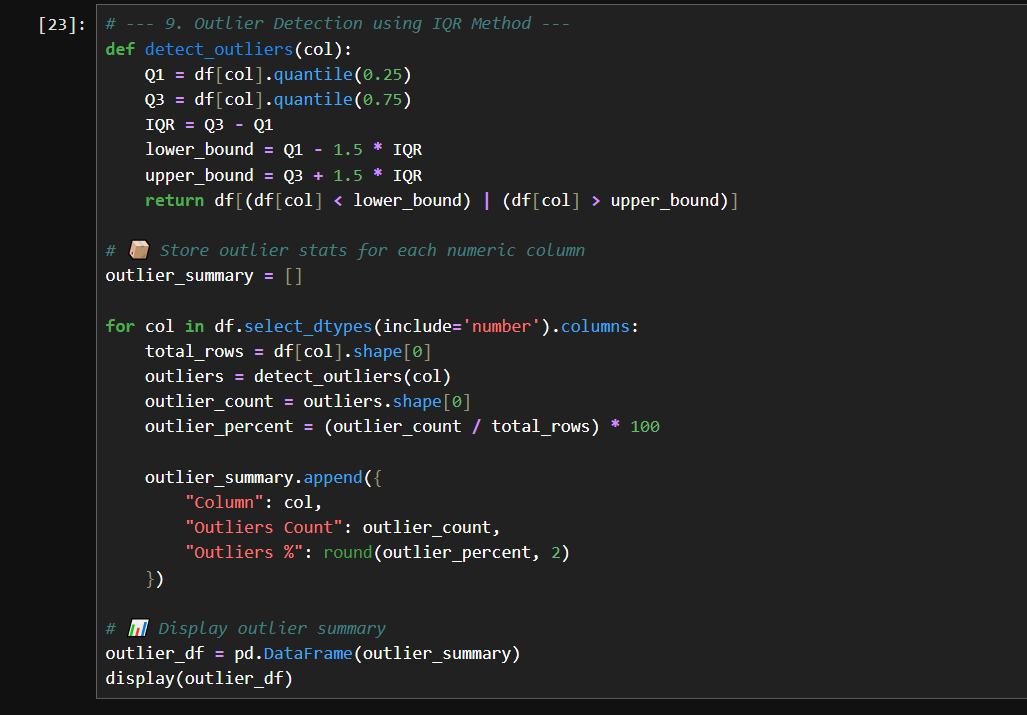 [23]: # --- 9. Outlier Detection using IQR Method ---
def detect_outliers(col):
    Q1 = df[col].quantile(0.25)
    Q3 = df[col].quantile(0.75)
    IQR = Q3 - Q1
    lower_bound = Q1 - 1.5 * IQR
    upper_bound = Q3 + 1.5 * IQR
    return df[(df[col] < lower_bound) | (df[col] > upper_bound)]

# 📦 Store outlier stats for each numeric column
outlier_summary = []

for col in df.select_dtypes(include='number').columns:
    total_rows = df[col].shape[0]
    outliers = detect_outliers(col)
    outlier_count = outliers.shape[0]
    outlier_percent = (outlier_count / total_rows) * 100

    outlier_summary.append({
        "Column": col,
        "Outliers Count": outlier_count,
        "Outliers %": round(outlier_percent, 2)
    })

# 📊 Display outlier summary
outlier_df = pd.DataFrame(outlier_summary)
display(outlier_df)